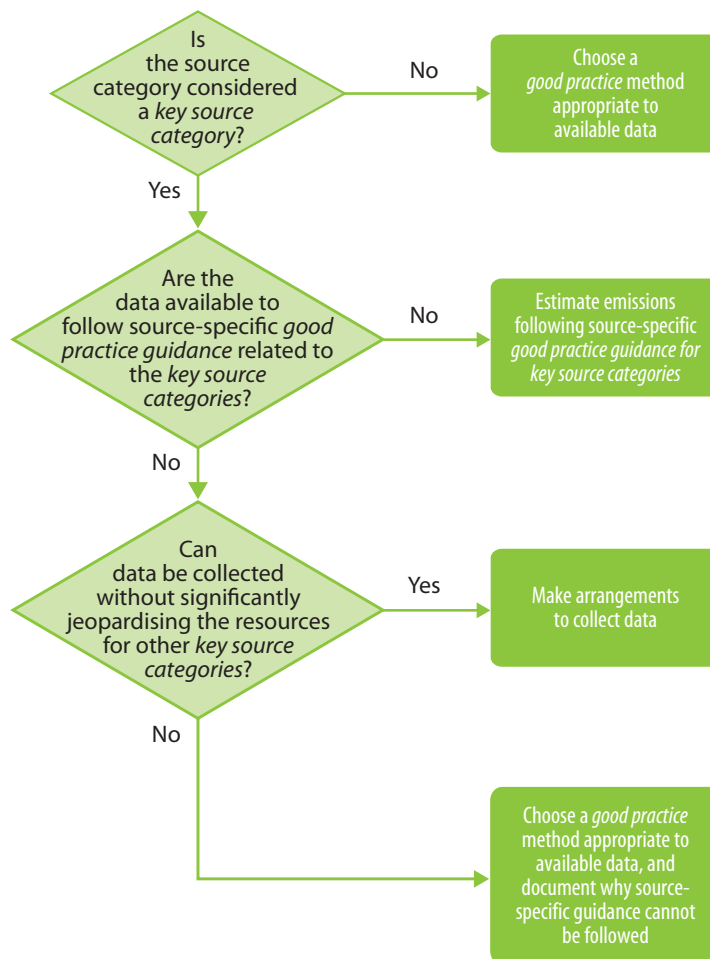 Is
the source
category considered
a key source
category?
No
Choose a
good practice method
appropriate to
available data
Yes
Are the
data available to
follow source-specific good
practice guidance related to
the key source
categories?
No
Estimate emissions
following source-specific
good practice guidance for
key source categories
No
Can
data be collected
without significantly
jeopardising the resources
for other key source
categories?
Yes
Make arrangements
to collect data
No
Choose a good practice
method appropriate to
available data, and
document why source-
specific guidance cannot
be followed